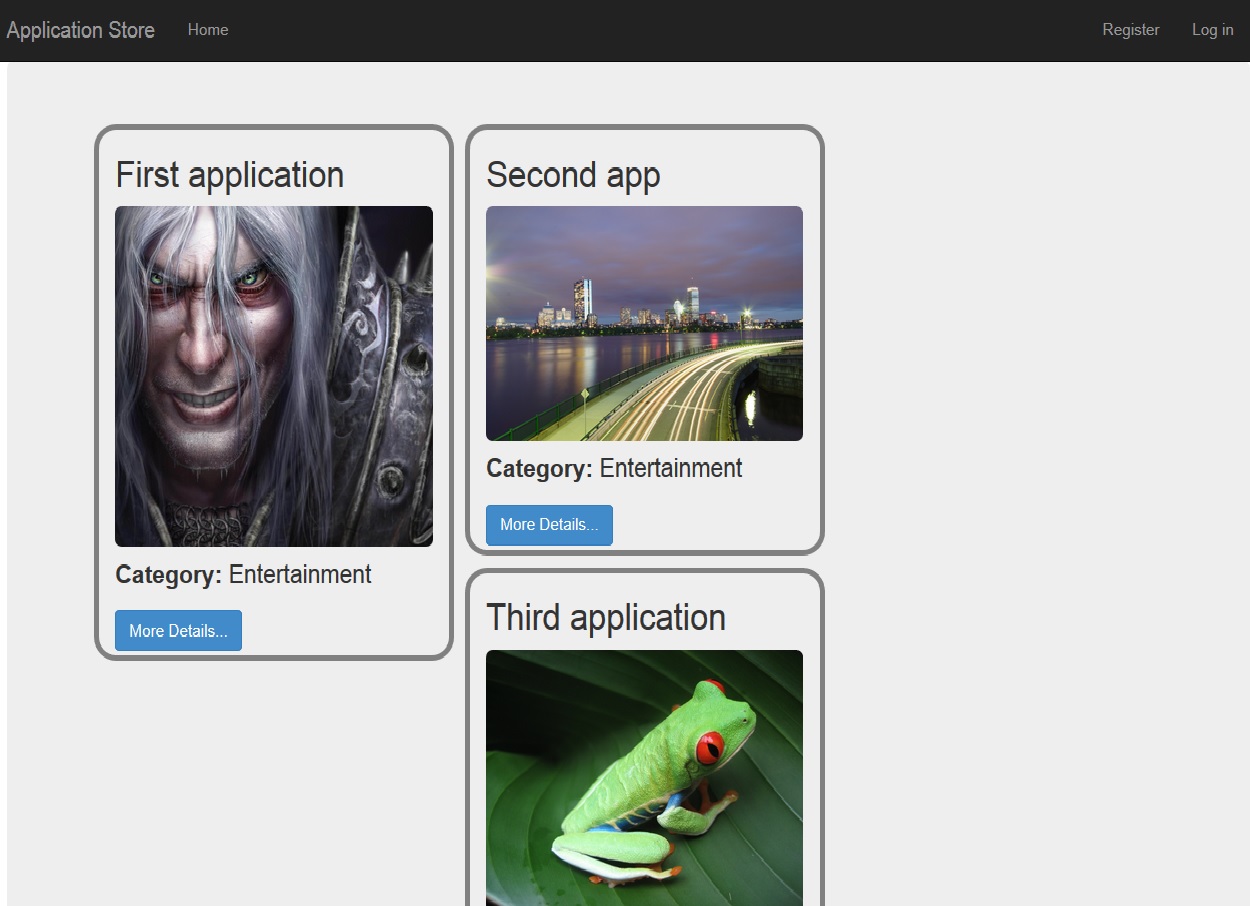 Application Store Home Register Log in
First application
Category: Entertainment
More Details...
Second app
Category: Entertainment
More Details...
Third application